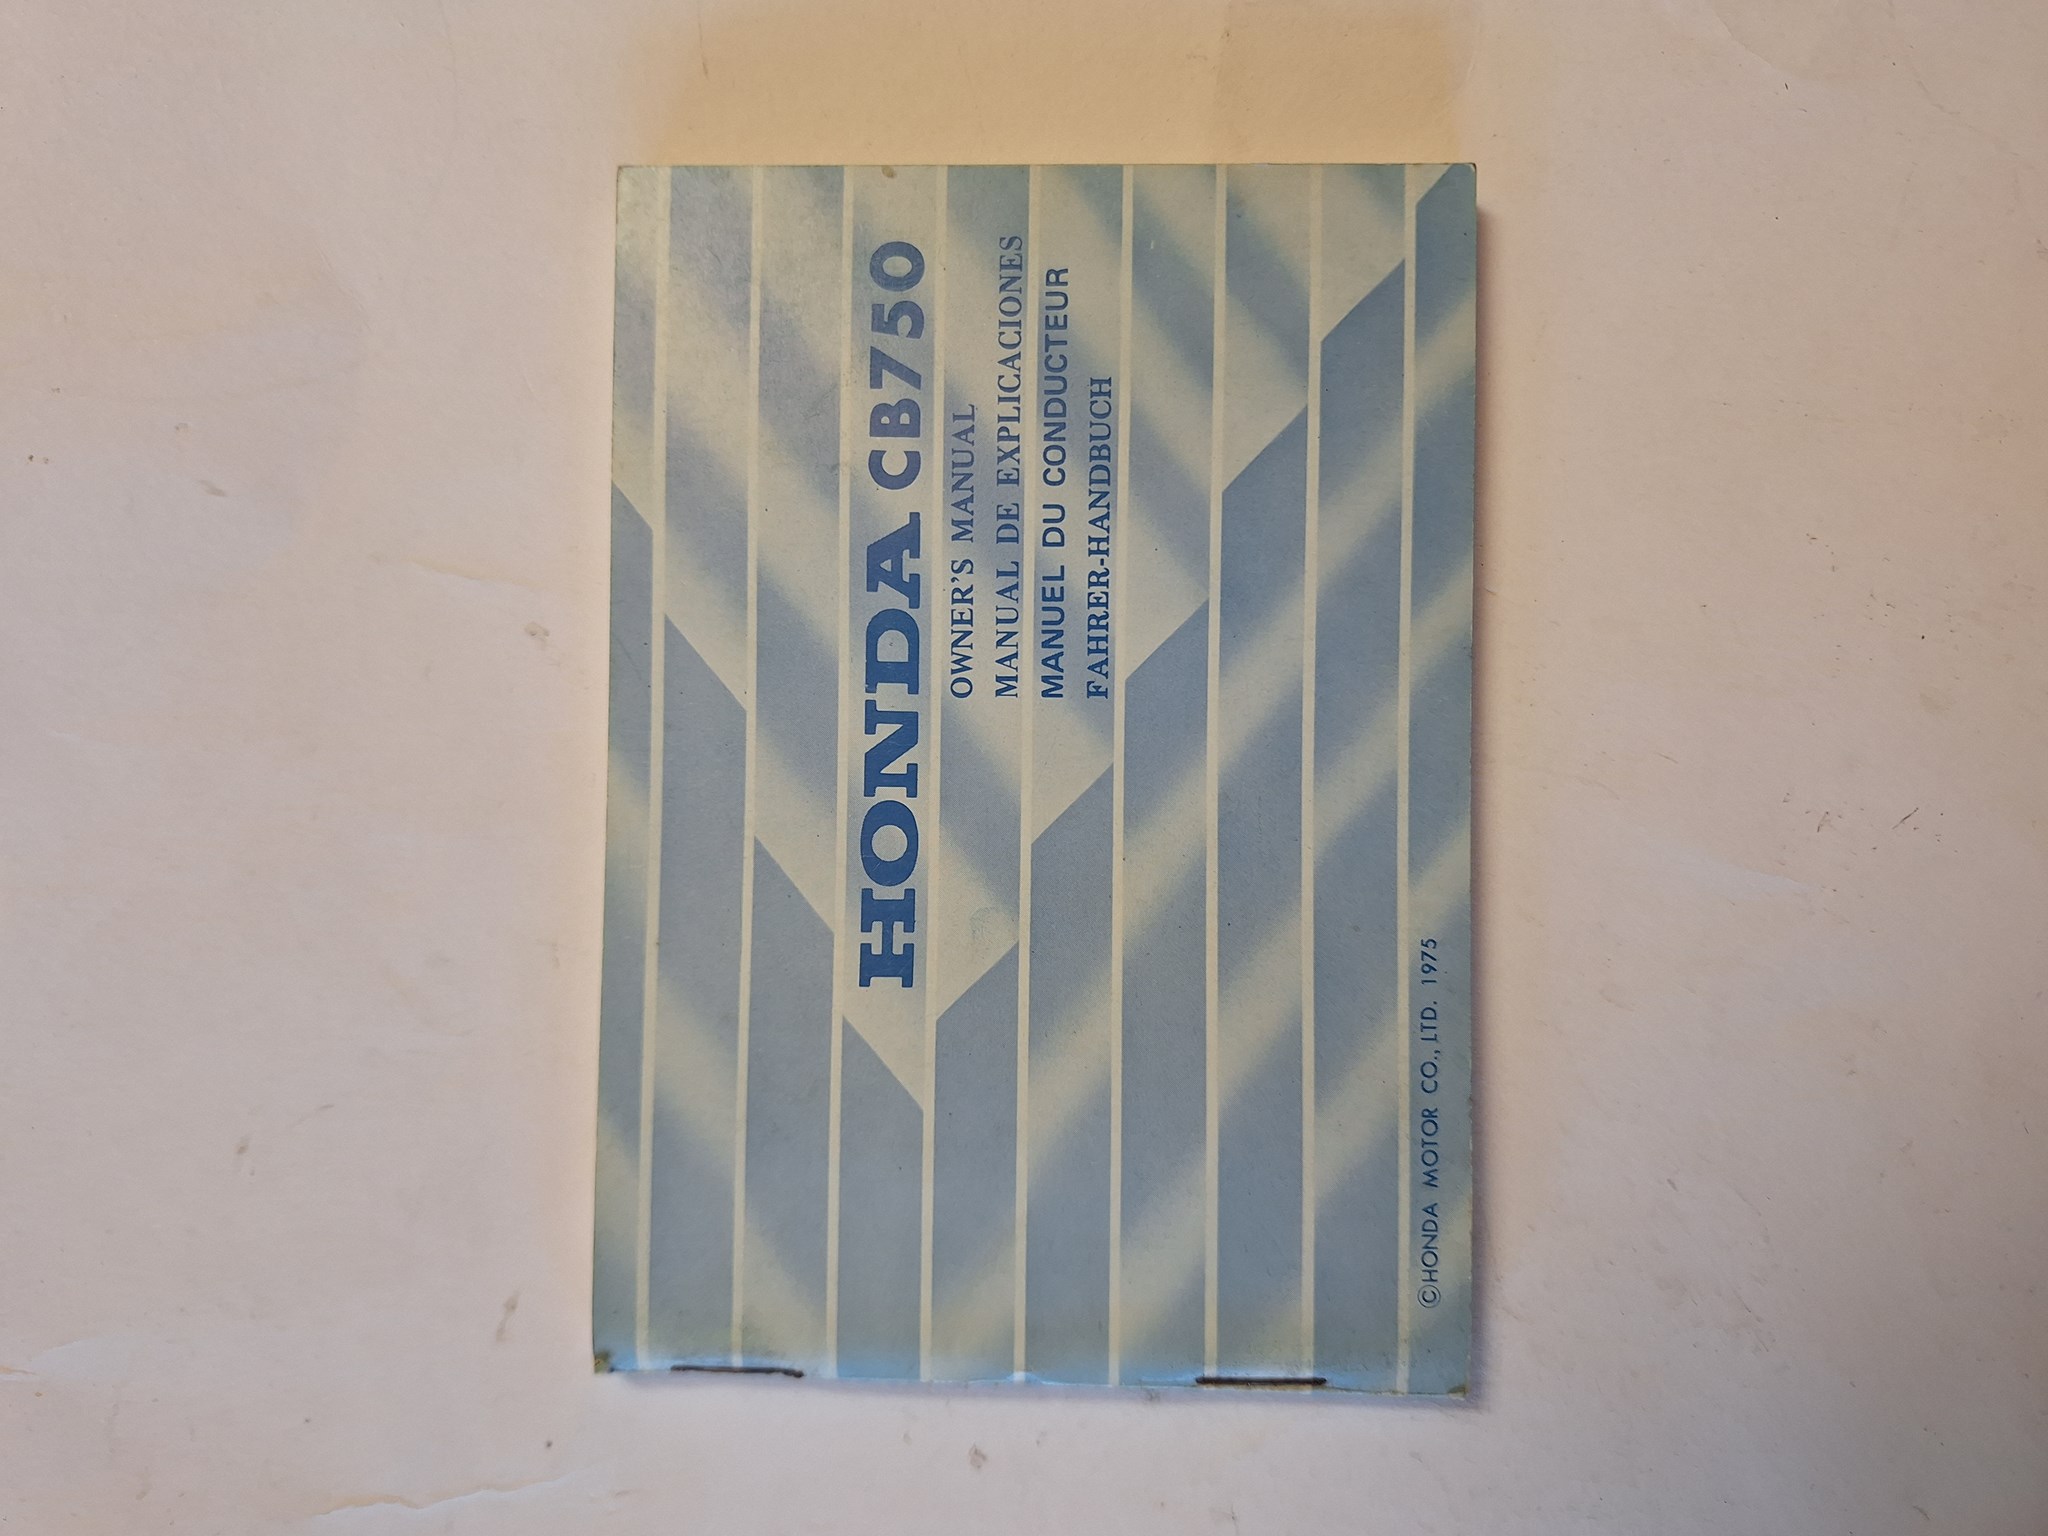 HONDA CB750
OWNER'S MANUAL
MANUAL DE EXPLICACIONES
MANUEL DU CONDUCTEUR
FAHRER-HANDBUCH
©HONDA MOTOR CO., LTD. 1975